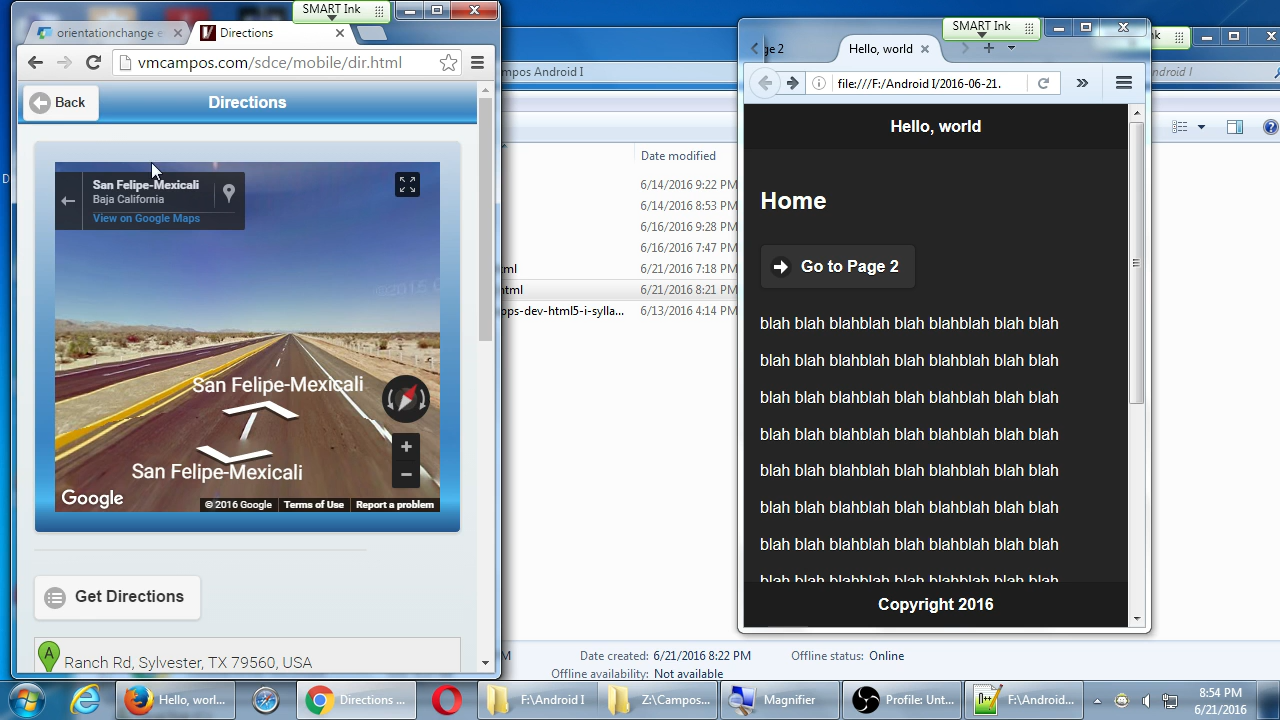 SMART Ink
orientationchange e
Directions
vmcampos.com/sdce/mobile/dir.html
Back
Directions
San Felipe-Mexicali
Baja California
View on Google Maps
San Felipe-Mexicali
San Felipe-Mexicali
Google
© 2016 Google
Terms of Use
Report a problem
Get Directions
A
Ranch Rd, Sylvester, TX 79560, USA
ampos Android I
Date modified
6/14/2016 9:22 PM
6/14/2016 8:53 PM
6/16/2016 9:28 PM
6/16/2016 7:47 PM
6/21/2016 7:18 PM
6/21/2016 8:21 PM
pps-dev-html5-i-sylla...
6/13/2016 4:14 PM
Date created: 6/21/2016 8:22 PM
Offline status: Online
Offline availability: Not available
SMART Ink
ge 2
Hello, world
file:///F:/Android I/2016-06-21.
Hello, world
Home
Go to Page 2
blah blah blahblah blah blahblah blah blah
blah blah blahblah blah blahblah blah blah
blah blah blahblah blah blahblah blah blah
blah blah blahblah blah blahblah blah blah
blah blah blahblah blah blahblah blah blah
blah blah blahblah blah blahblah blah blah
blah blah blahblah blah blahblah blah blah
blah blah blahblah blah blahblah blah blah
Copyright 2016
Hello, worl...
Directions ...
F:\Android I
Z:\Campos...
Magnifier
Profile: Unt...
F:\Android...
8:54 PM
6/21/2016